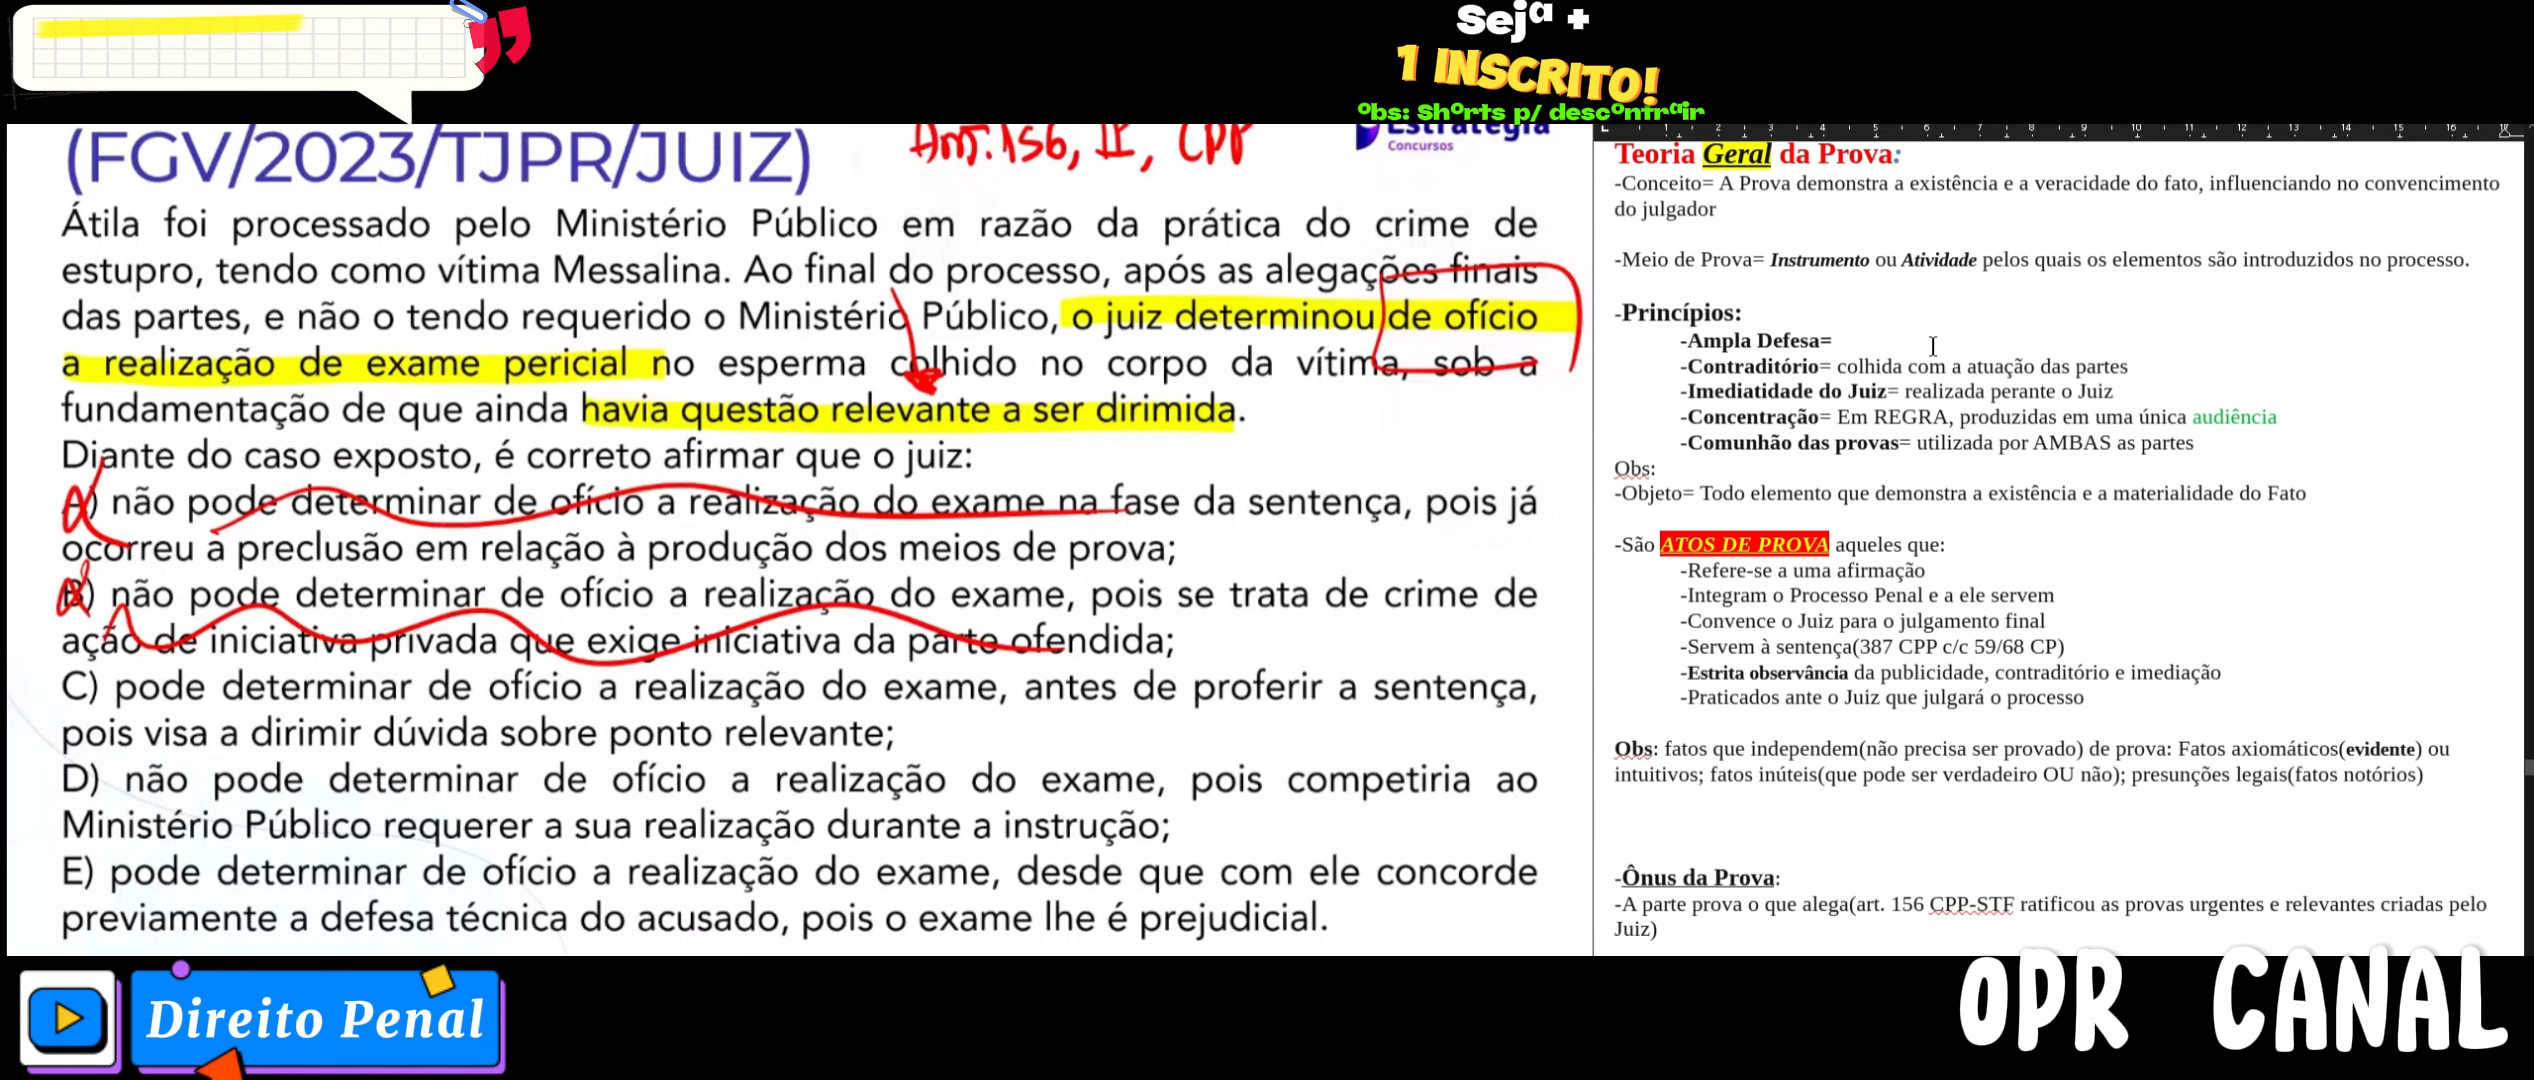 Sejª +
1 INSCRITO!
ºbs: Shºrts p/ descºntrªir
(FGV/2023/TJPR/JUIZ)
Art. 156, II, CPP
Estratégia
Concursos
Átila foi processado pelo Ministério Público em razão da prática do crime de
estupro, tendo como vítima Messalina. Ao final do processo, após as alegações finais
das partes, e não o tendo requerido o Ministério Público, o juiz determinou de ofício
a realização de exame pericial no esperma colhido no corpo da vítima, sob a
fundamentação de que ainda havia questão relevante a ser dirimida.
Diante do caso exposto, é correto afirmar que o juiz:
A) não pode determinar de ofício a realização do exame na fase da sentença, pois já
ocorreu a preclusão em relação à produção dos meios de prova;
B) não pode determinar de ofício a realização do exame, pois se trata de crime de
ação de iniciativa privada que exige iniciativa da parte ofendida;
C) pode determinar de ofício a realização do exame, antes de proferir a sentença,
pois visa a dirimir dúvida sobre ponto relevante;
D) não pode determinar de ofício a realização do exame, pois competiria ao
Ministério Público requerer a sua realização durante a instrução;
E) pode determinar de ofício a realização do exame, desde que com ele concorde
previamente a defesa técnica do acusado, pois o exame lhe é prejudicial.
1 2 3 4 5 6 7 8 9 10 11 12 13 14 15 16 17
Teoria Geral da Prova:
-Conceito= A Prova demonstra a existência e a veracidade do fato, influenciando no convencimento
do julgador
-Meio de Prova= Instrumento ou Atividade pelos quais os elementos são introduzidos no processo.
-Princípios:
-Ampla Defesa=
-Contraditório= colhida com a atuação das partes
-Imediatidade do Juiz= realizada perante o Juiz
-Concentração= Em REGRA, produzidas em uma única audiência
-Comunhão das provas= utilizada por AMBAS as partes
Obs:
-Objeto= Todo elemento que demonstra a existência e a materialidade do Fato
-São ATOS DE PROVA aqueles que:
-Refere-se a uma afirmação
-Integram o Processo Penal e a ele servem
-Convence o Juiz para o julgamento final
-Servem à sentença(387 CPP c/c 59/68 CP)
-Estrita observância da publicidade, contraditório e imediação
-Praticados ante o Juiz que julgará o processo
Obs: fatos que independem(não precisa ser provado) de prova: Fatos axiomáticos(evidente) ou
intuitivos; fatos inúteis(que pode ser verdadeiro OU não); presunções legais(fatos notórios)
-Ônus da Prova:
-A parte prova o que alega(art. 156 CPP-STF ratificou as provas urgentes e relevantes criadas pelo
Juiz)
Direito Penal
OPR CANAL